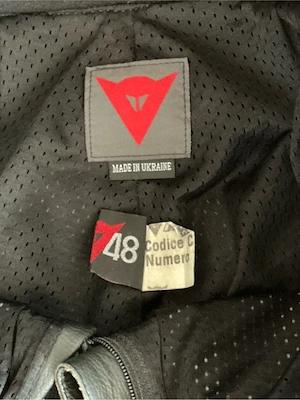 MADE IN UKRAINE
48
Codice C
Numero